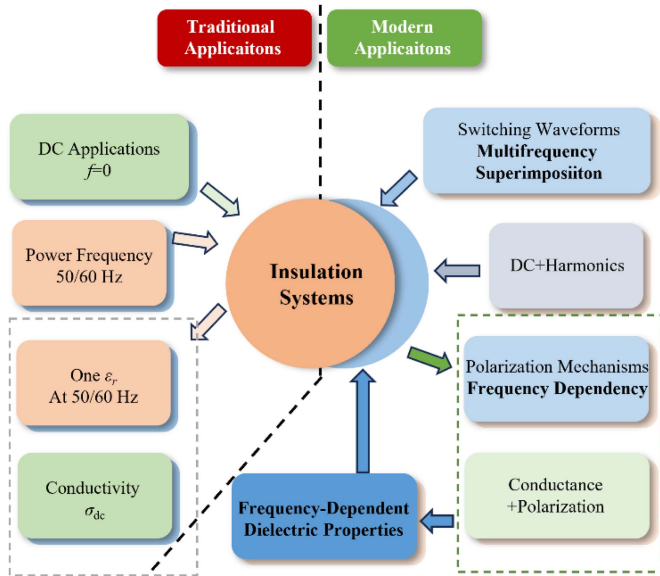 Traditional
Applicaitons
Modern
Applicaitons
DC Applications
f=0
Switching Waveforms
Multifrequency
Superimposiiton
Power Frequency
50/60 Hz
Insulation
Systems
DC+Harmonics
One εr
At 50/60 Hz
Polarization Mechanisms
Frequency Dependency
Conductivity
σdc
Frequency-Dependent
Dielectric Properties
Conductance
+Polarization